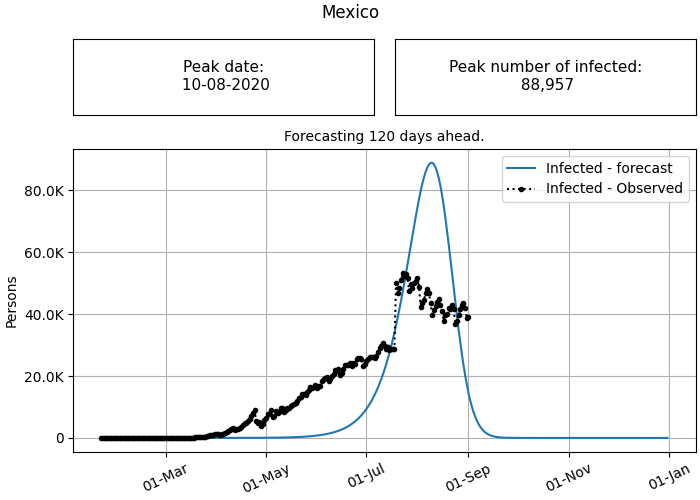 Mexico
Peak date:
10-08-2020
Peak number of infected:
88,957
Forecasting 120 days ahead.
Infected - forecast
Infected - Observed
Persons
80.0K
60.0K
40.0K
20.0K
0
01-Mar
01-May
01-Jul
01-Sep
01-Nov
01-Jan